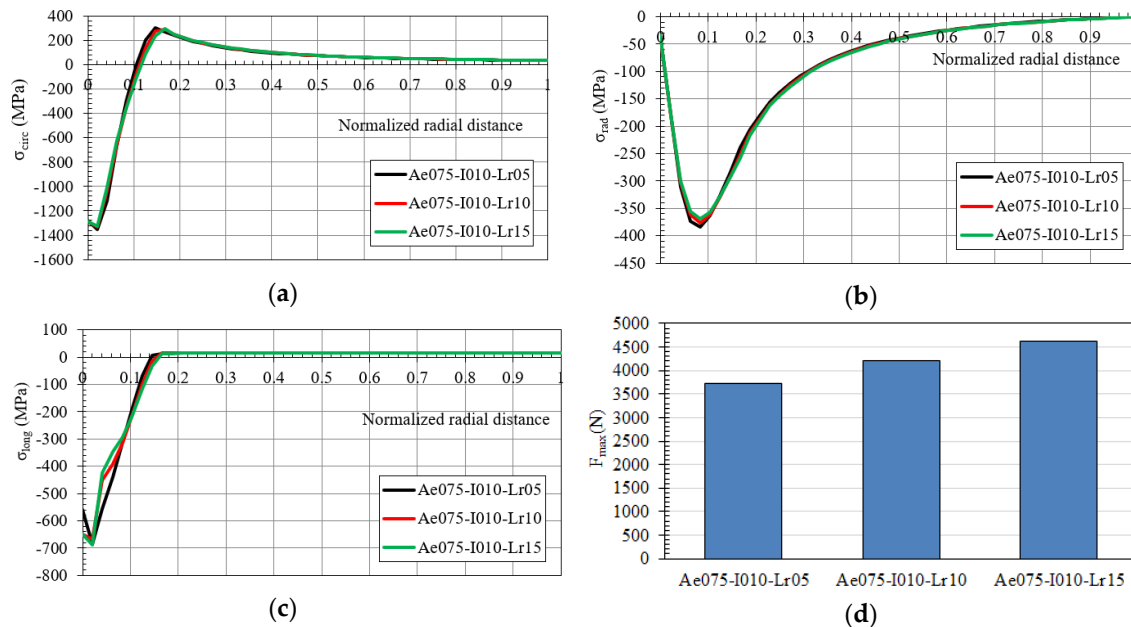 400
200
0
-200
-400
-600
-800
-1000
-1200
-1400
-1600
0 0.1 0.2 0.3 0.4 0.5 0.6 0.7 0.8 0.9 1
σcirc (MPa)
Normalized radial distance
Ae075-I010-Lr05
Ae075-I010-Lr10
Ae075-I010-Lr15
(a)
0
-50
-100
-150
-200
-250
-300
-350
-400
-450
0 0.1 0.2 0.3 0.4 0.5 0.6 0.7 0.8 0.9
σrad (MPa)
Normalized radial distance
Ae075-I010-Lr05
Ae075-I010-Lr10
Ae075-I010-Lr15
(b)
100
0
-100
-200
-300
-400
-500
-600
-700
-800
0 0.1 0.2 0.3 0.4 0.5 0.6 0.7 0.8 0.9 1
σlong (MPa)
Normalized radial distance
Ae075-I010-Lr05
Ae075-I010-Lr10
Ae075-I010-Lr15
(c)
5000
4500
4000
3500
3000
2500
2000
1500
1000
500
0
Fmax(N)
Ae075-I010-Lr05 Ae075-I010-Lr10 Ae075-I010-Lr15
(d)